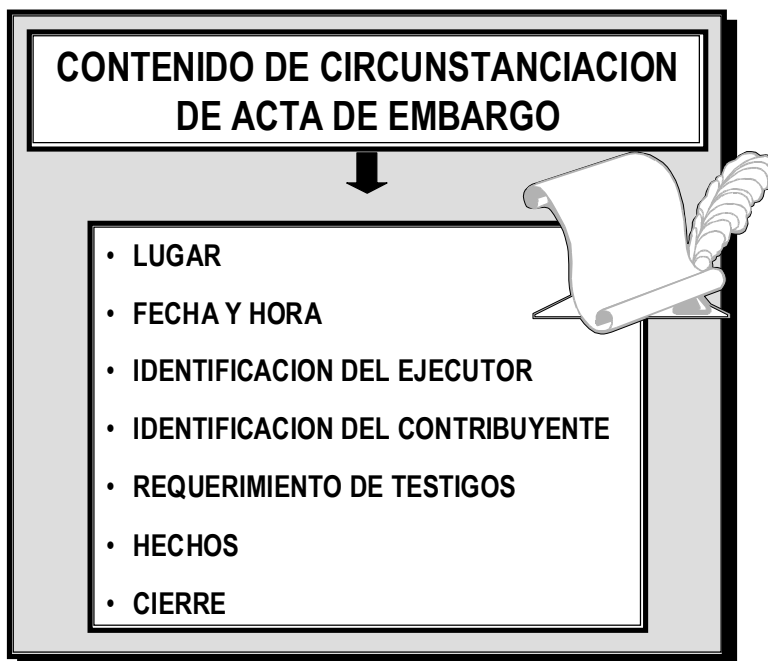 CONTENIDO DE CIRCUNSTANCIACION
DE ACTA DE EMBARGO
• LUGAR
• FECHA Y HORA
• IDENTIFICACION DEL EJECUTOR
• IDENTIFICACION DEL CONTRIBUYENTE
• REQUERIMIENTO DE TESTIGOS
• HECHOS
• CIERRE